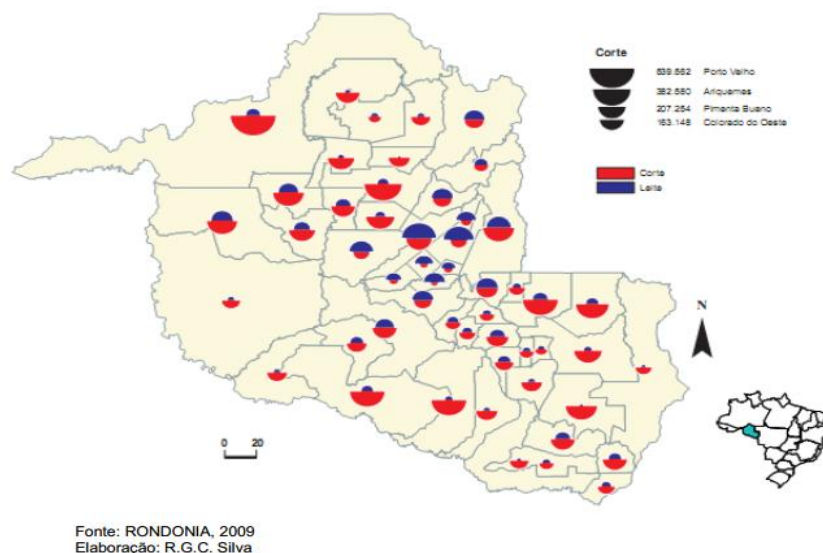 Corte
639.562 Porto Velho
382.580 Ariquemes
207.254 Pimenta Bueno
163.148 Colorado do Oeste
Corte
Leite
N
0 20
Fonte: RONDONIA, 2009
Elaboração: R.G.C. Silva